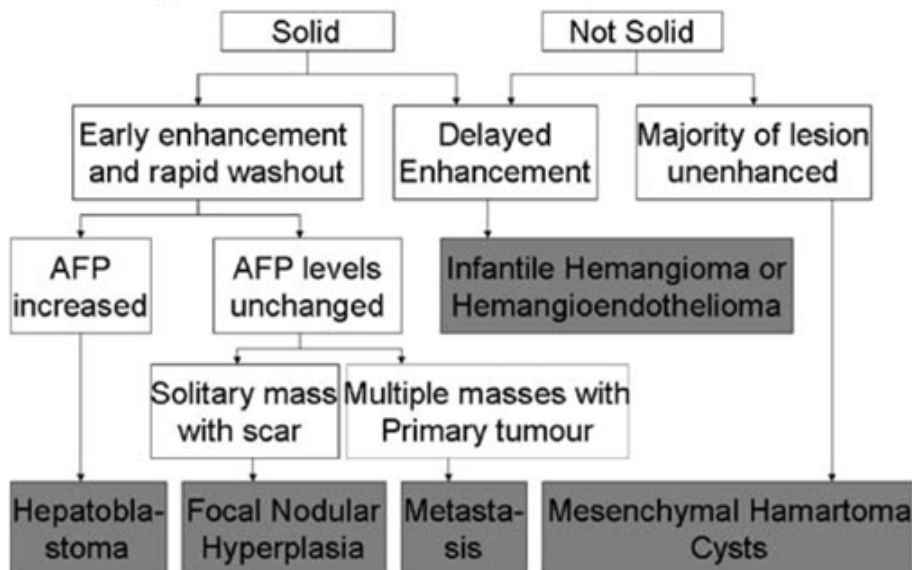 Solid
Not Solid
Early enhancement
and rapid washout
Delayed
Enhancement
Majority of lesion
unenhanced
AFP
increased
AFP levels
unchanged
Infantile Hemangioma or
Hemangioendothelioma
Solitary mass
with scar
Multiple masses with
Primary tumour
Hepatobla-
stoma
Focal Nodular
Hyperplasia
Metasta-
sis
Mesenchymal Hamartoma
Cysts